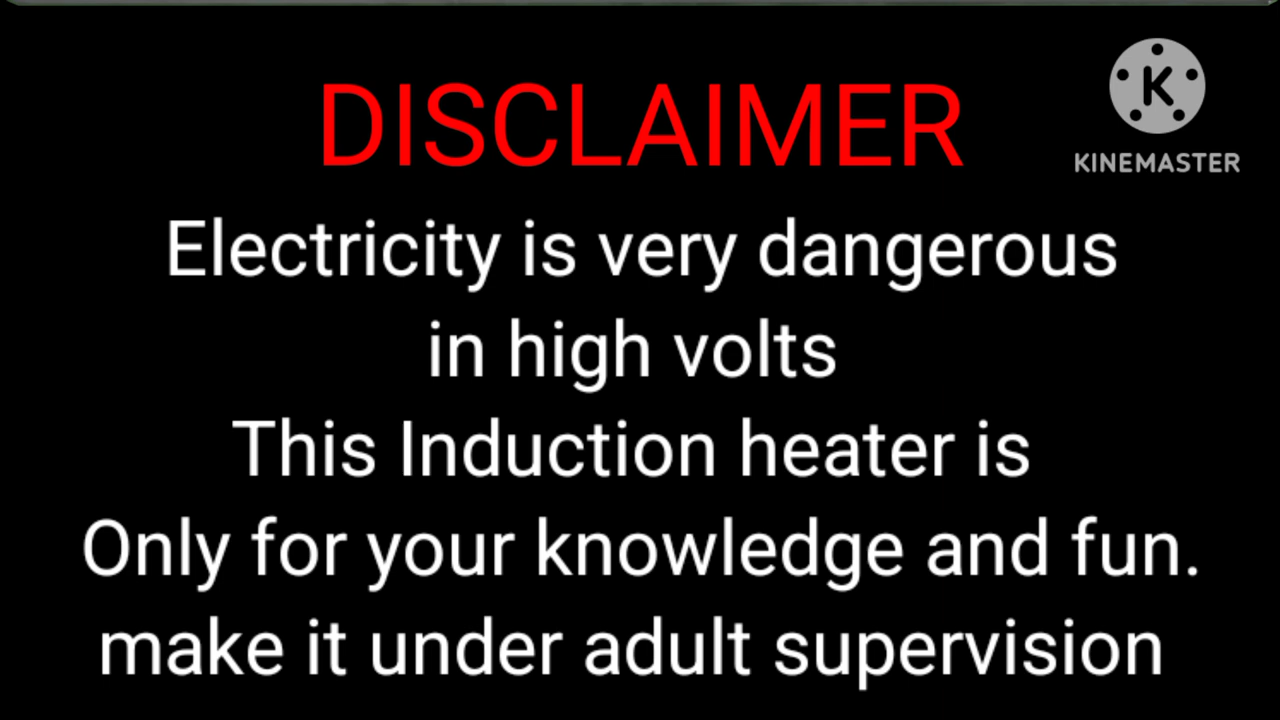 DISCLAIMER
K
KINEMASTER
Electricity is very dangerous
in high volts
This Induction heater is
Only for your knowledge and fun.
make it under adult supervision